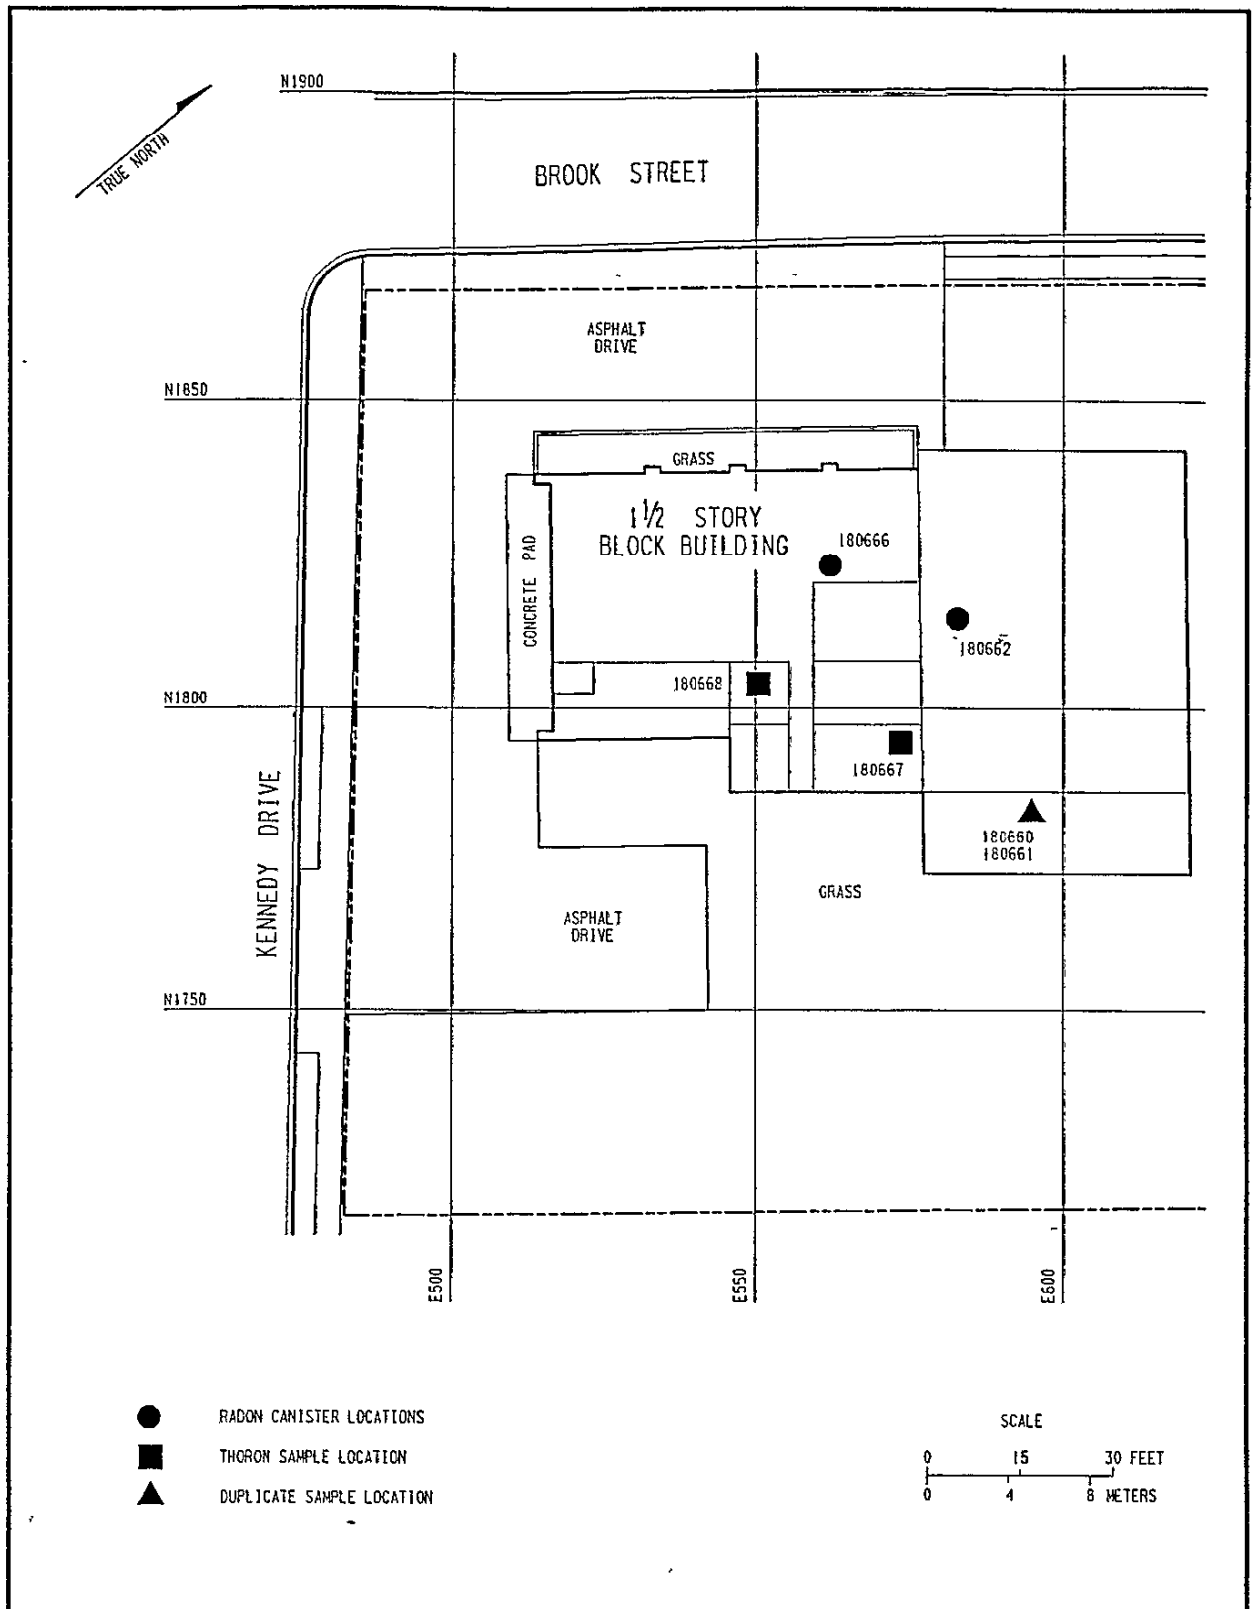 N1900
TRUE NORTH
BROOK STREET
ASPHALT
DRIVE
N1850
GRASS
1 1/2 STORY
BLOCK BUILDING
180666
CONCRETE PAD
180662
180668
N1800
180667
KENNEDY DRIVE
180660
180661
GRASS
ASPHALT
DRIVE
N1750
E500
E550
E600
RADON CANISTER LOCATIONS
THORON SAMPLE LOCATION
DUPLICATE SAMPLE LOCATION
SCALE
0 15 30 FEET
0 4 8 METERS